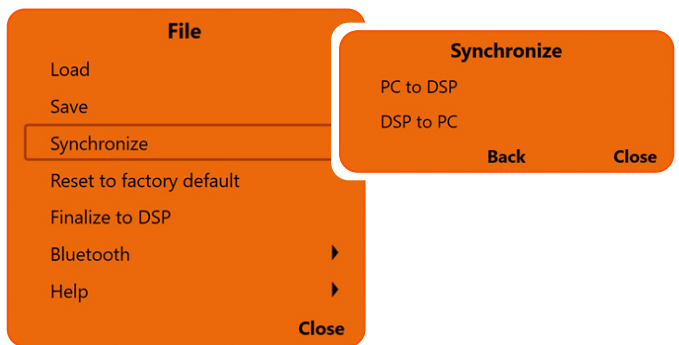 File
Load
Save
Synchronize
Reset to factory default
Finalize to DSP
Bluetooth
Help
Close
Synchronize
PC to DSP
DSP to PC
Back Close